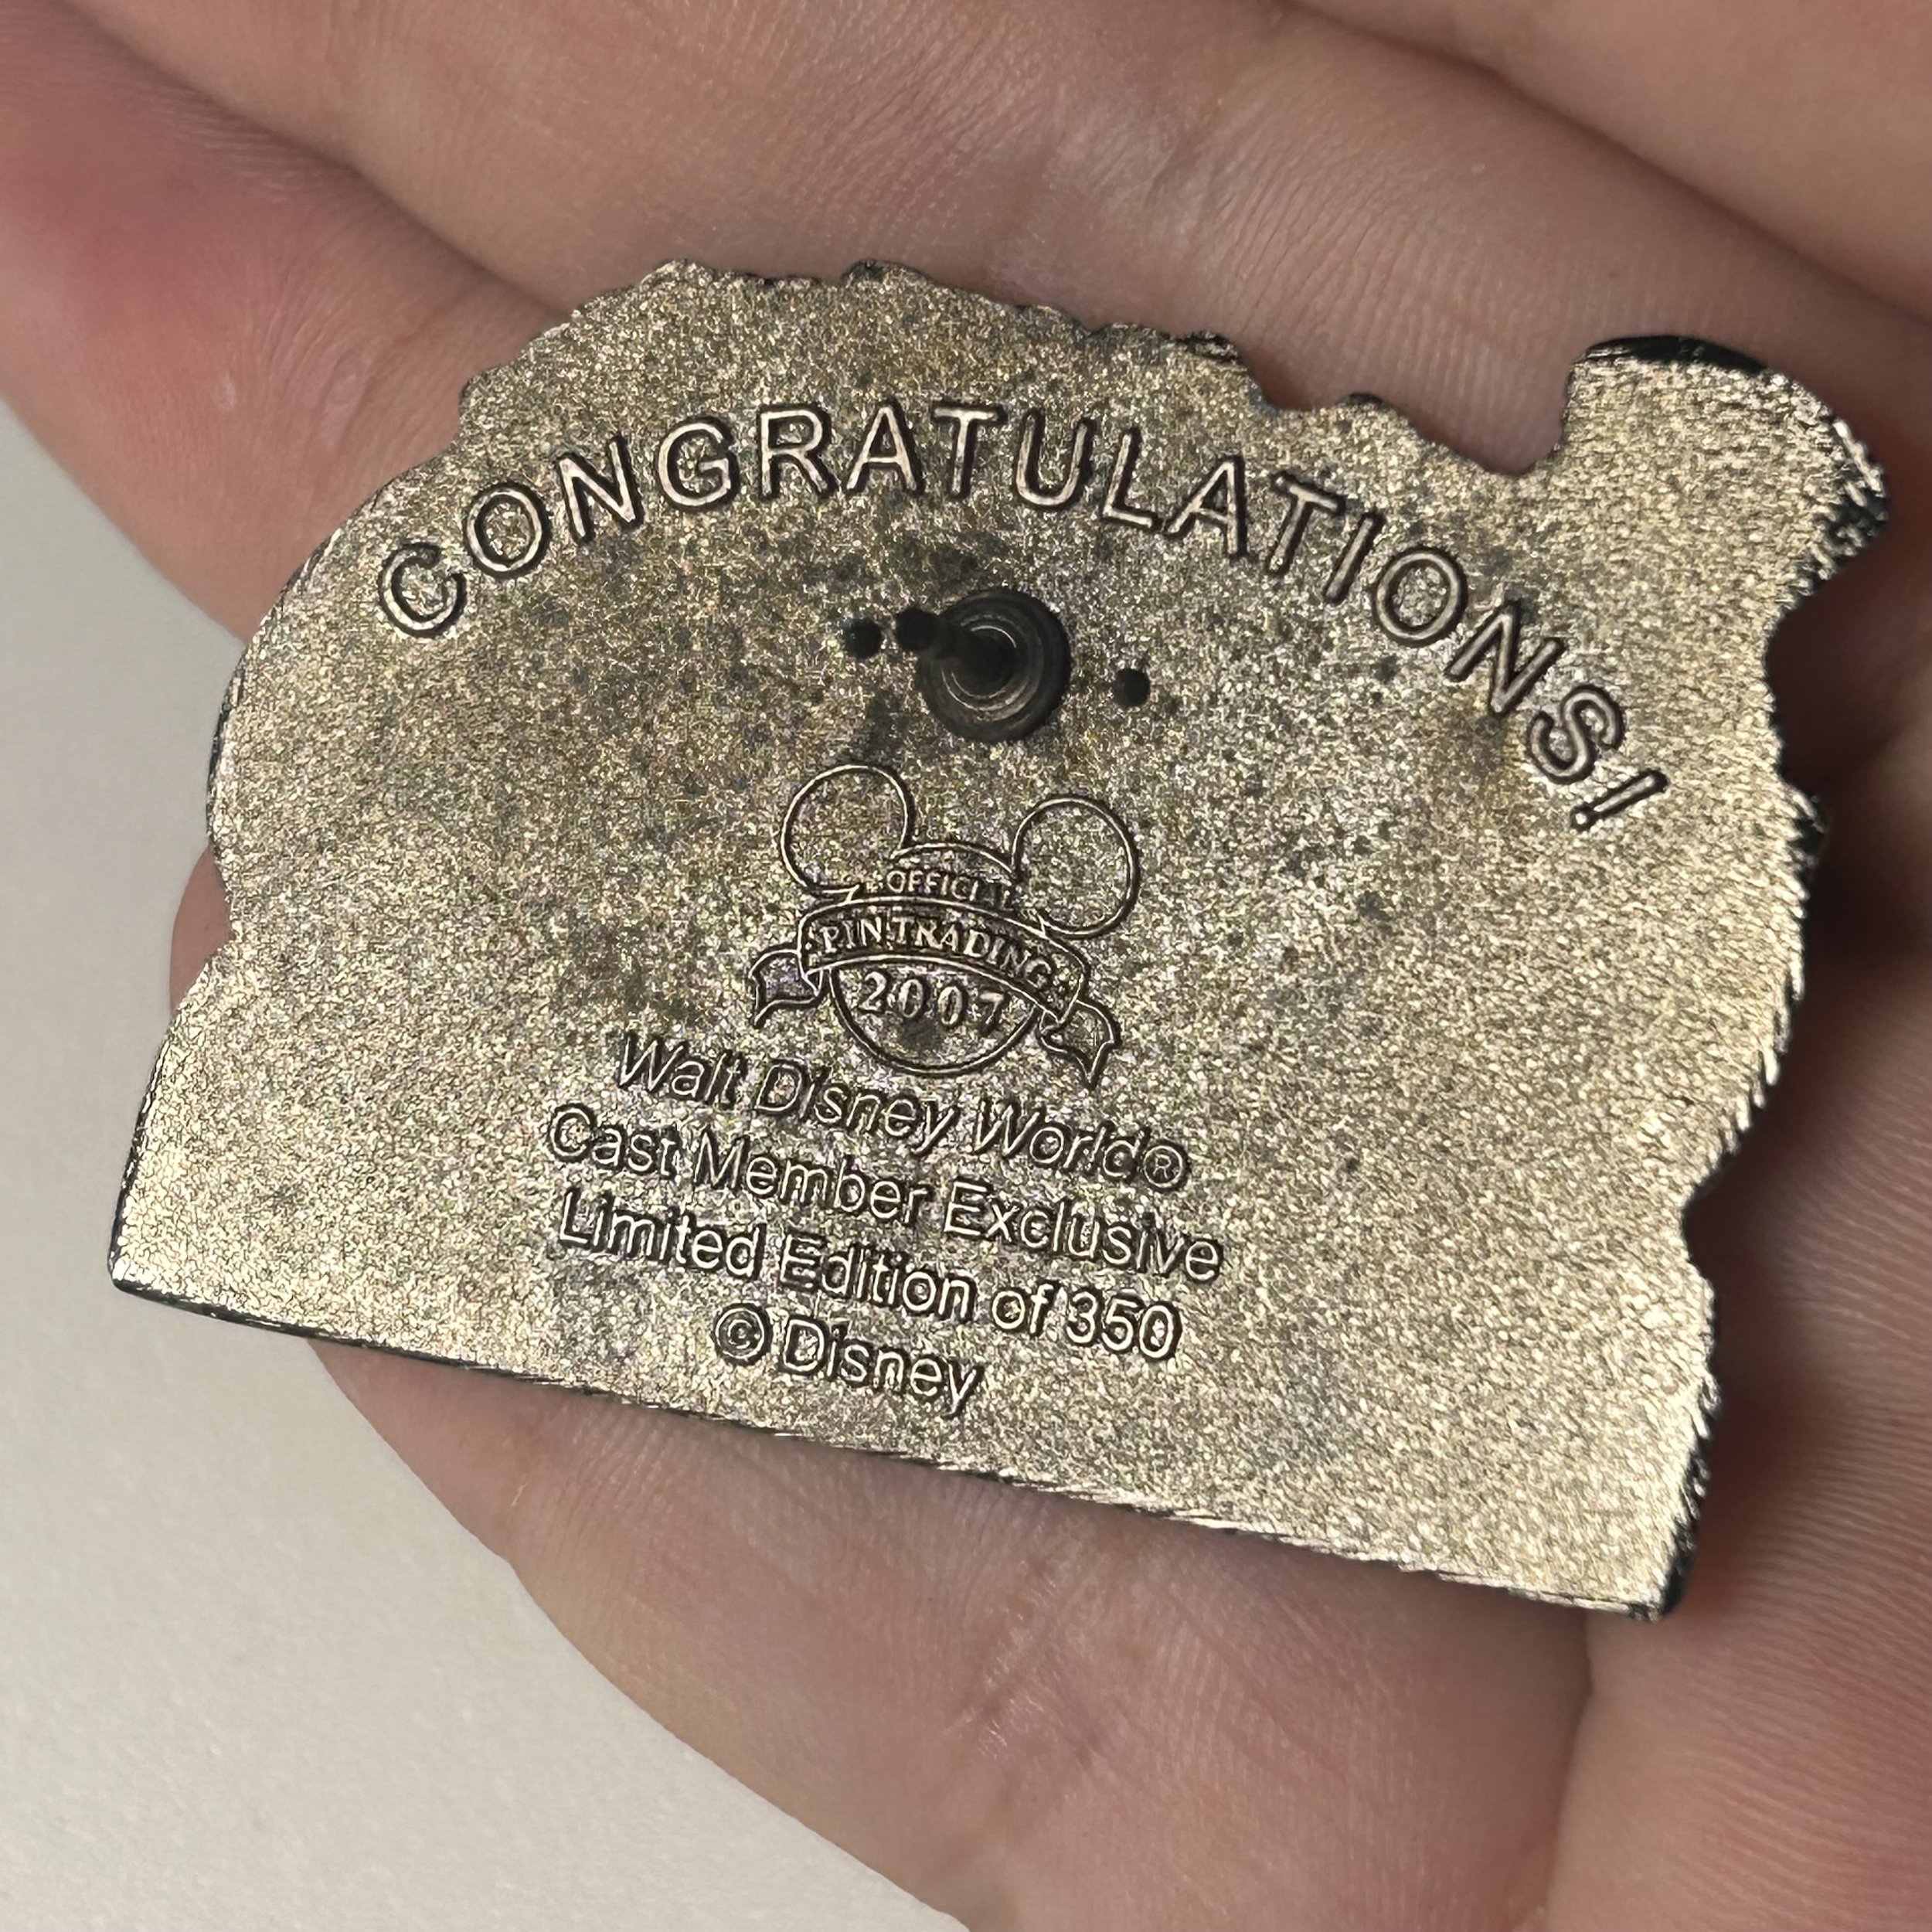 CONGRATULATIONS!
OFFICIAL
PIN TRADING
2007
Walt Disney World®
Cast Member Exclusive
Limited Edition of 350
©Disney